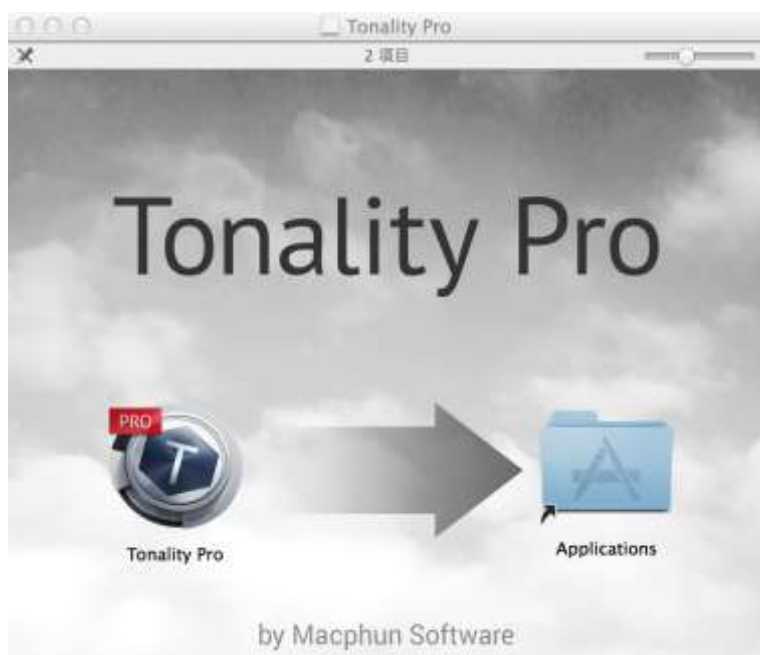 Tonality Pro
2 項目
Tonality Pro
PRO
T
Tonality Pro
Applications
by Macphun Software